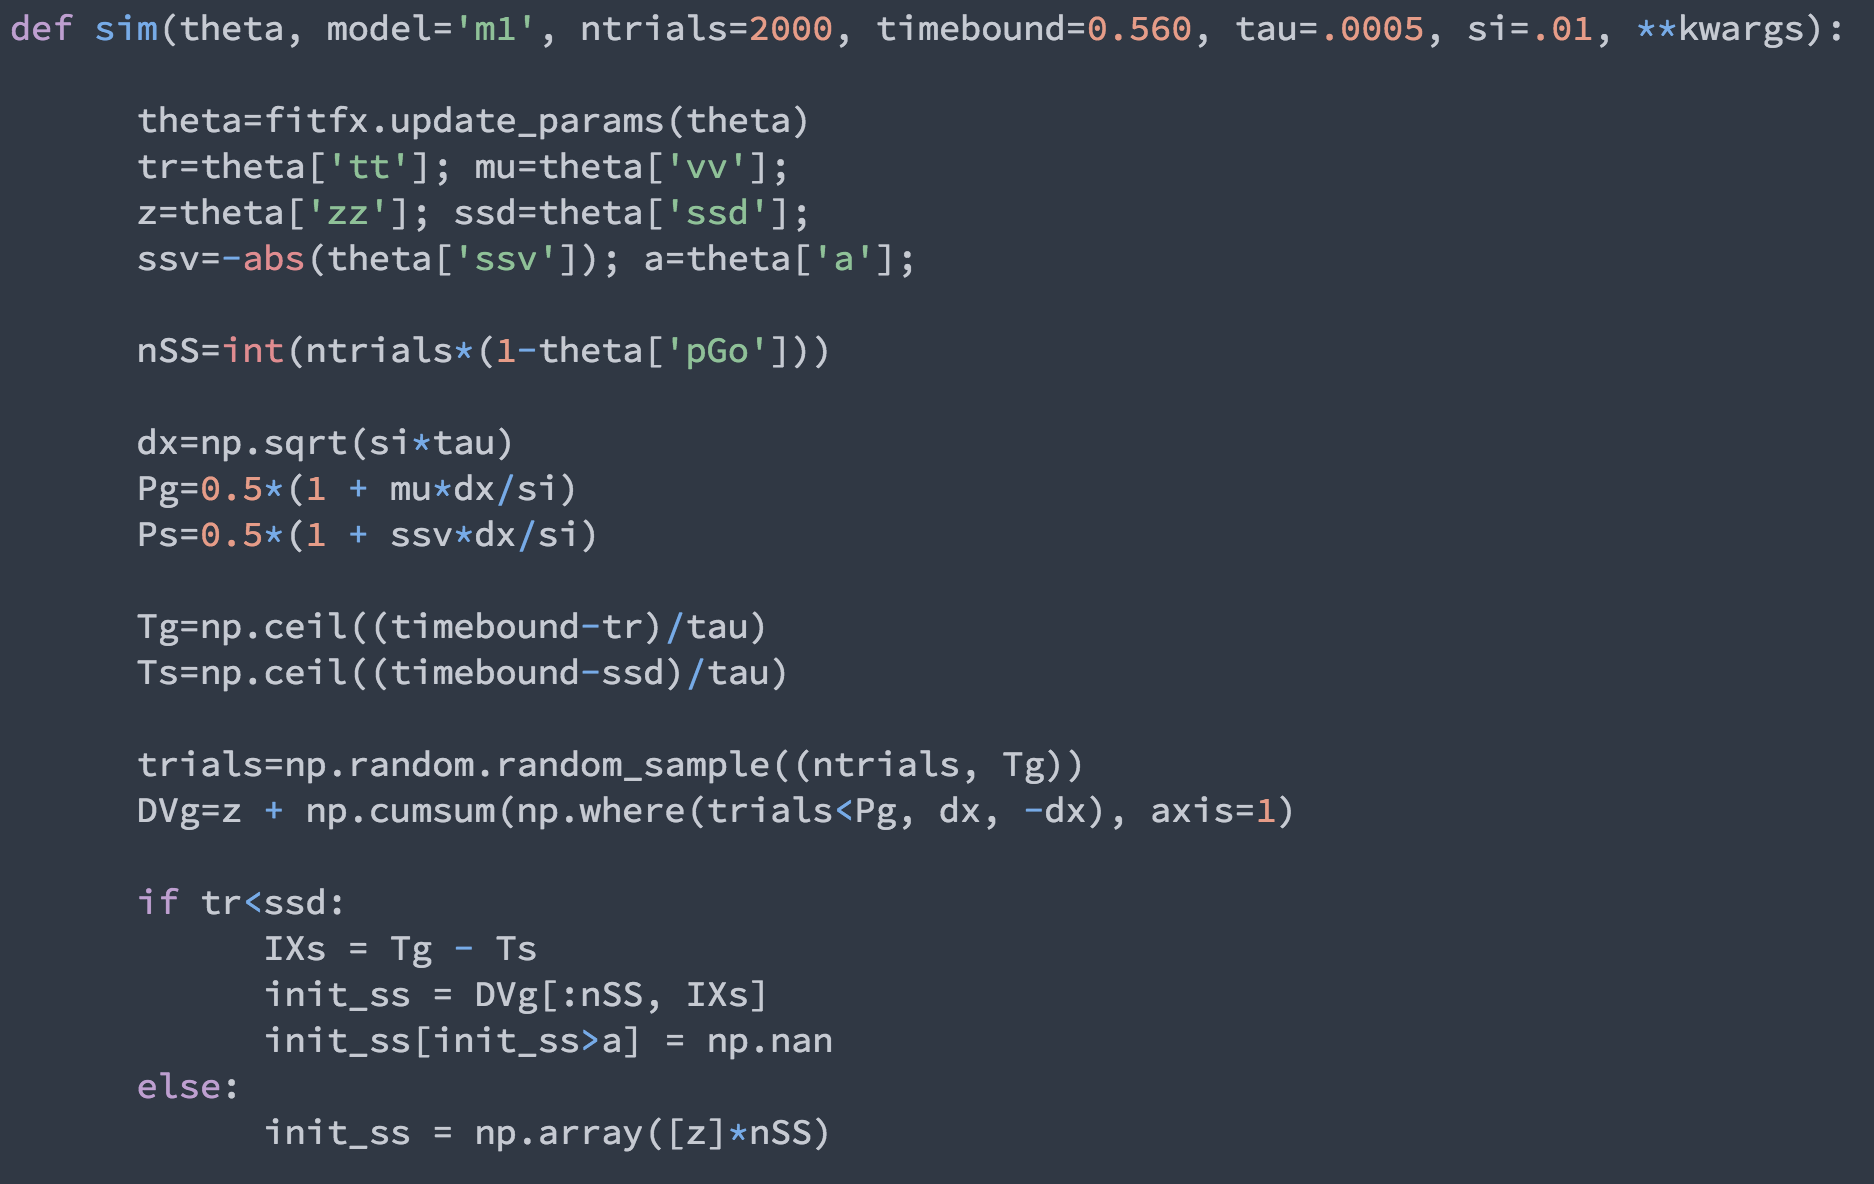 def sim(theta, model='m1', ntrials=2000, timebound=0.560, tau=.0005, si=.01, **kwargs):
theta=fitfx.update_params(theta)
tr=theta['tt']; mu=theta['vv'];
z=theta['zz']; ssd=theta['ssd'];
ssv=-abs(theta['ssv']); a=theta['a'];
nSS=int(ntrials*(1-theta['pGo']))
dx=np.sqrt(si*tau)
Pg=0.5*(1 + mu*dx/si)
Ps=0.5*(1 + ssv*dx/si)
Tg=np.ceil((timebound-tr)/tau)
Ts=np.ceil((timebound-ssd)/tau)
trials=np.random.random_sample((ntrials, Tg))
DVg=z + np.cumsum(np.where(trials<Pg, dx, -dx), axis=1)
if tr<ssd:
IXs = Tg - Ts
init_ss = DVg[:nSS, IXs]
init_ss[init_ss>a] = np.nan
else:
init_ss = np.array([z]*nSS)